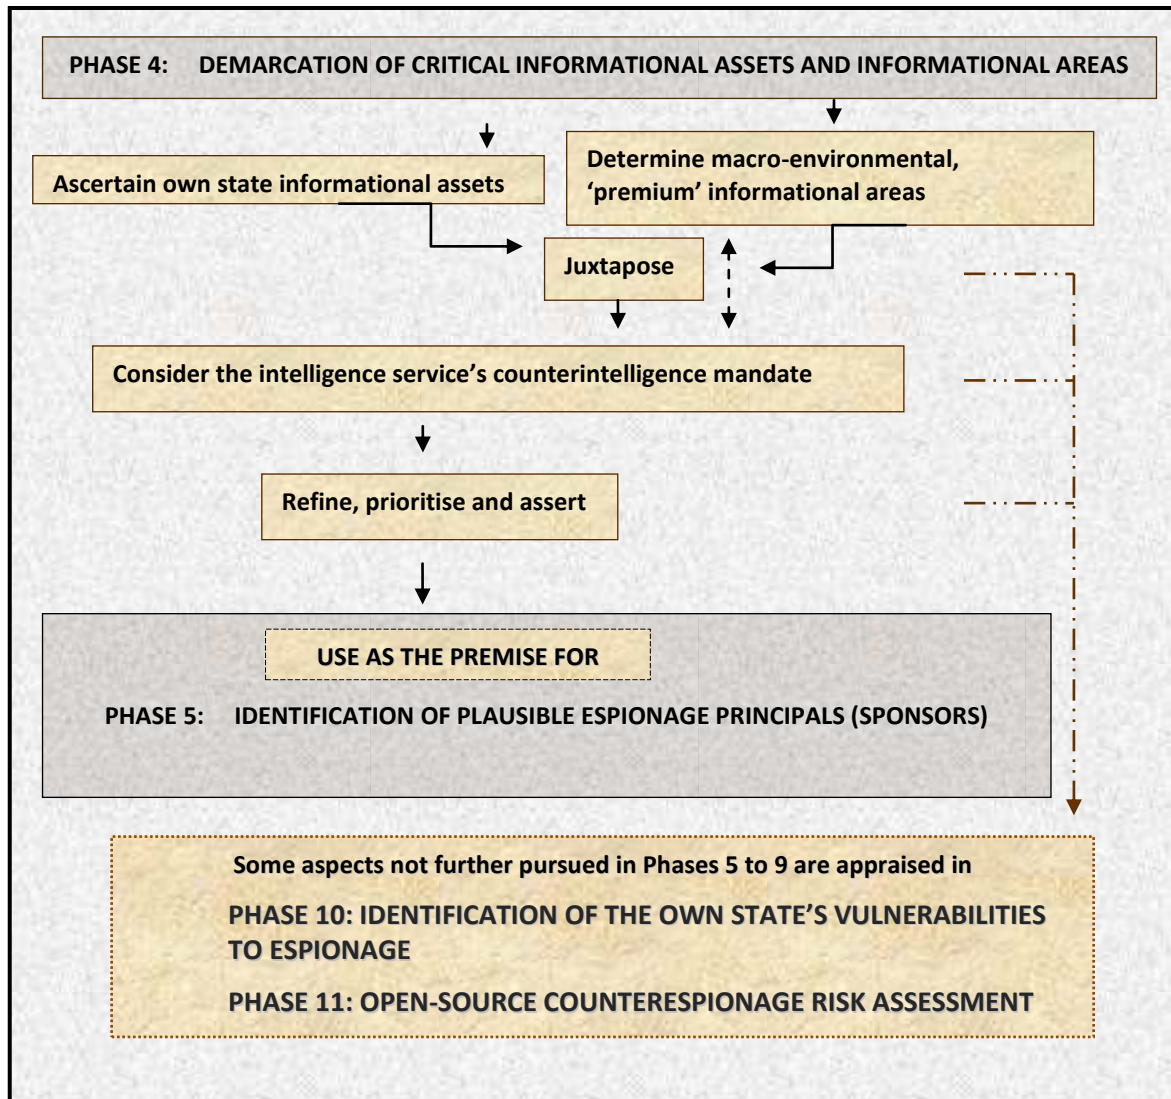 PHASE 4: DEMARCATION OF CRITICAL INFORMATIONAL ASSETS AND INFORMATIONAL AREAS
Ascertain own state informational assets
Determine macro-environmental,
‘premium’ informational areas
Juxtapose
Consider the intelligence service’s counterintelligence mandate
Refine, prioritise and assert
USE AS THE PREMISE FOR
PHASE 5: IDENTIFICATION OF PLAUSIBLE ESPIONAGE PRINCIPALS (SPONSORS)
Some aspects not further pursued in Phases 5 to 9 are appraised in
PHASE 10: IDENTIFICATION OF THE OWN STATE’S VULNERABILITIES
TO ESPIONAGE
PHASE 11: OPEN-SOURCE COUNTERESPIONAGE RISK ASSESSMENT